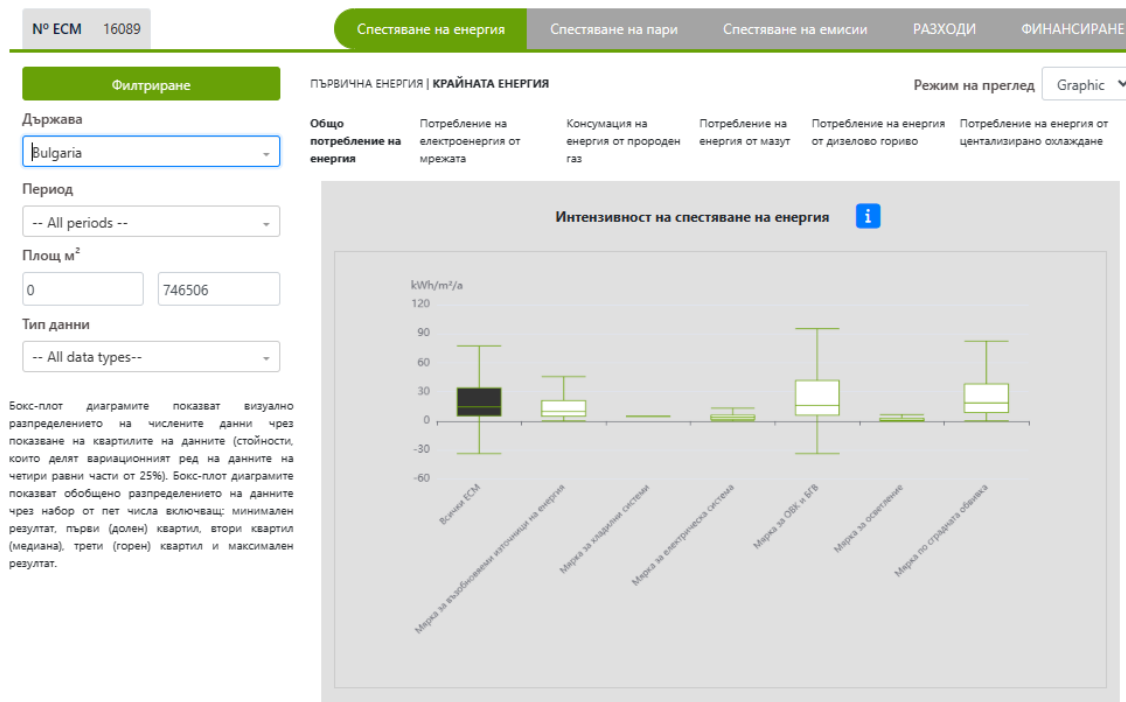 Nº ECM 16089
Спестяване на енергия
Спестяване на пари
Спестяване на емисии
РАЗХОДИ
ФИНАНСИРАНЕ
Филтриране
Държава
Bulgaria
Период
-- All periods --
Площ м²
0
746506
Тип данни
-- All data types--
Бокс-плот диаграмите показват визуално
разпределението на числените данни чрез
показване на квартилите на данните (стойности,
които делят вариационният ред на данните на
четири равни части от 25%). Бокс-плот диаграмите
показват обобщено разпределението на данните
чрез набор от пет числа включващ: минимален
резултат, първи (долен) квартил, втори квартил
(медиана), трети (горен) квартил и максимален
резултат.
ПЪРВИЧНА ЕНЕРГИЯ | КРАЙНАТА ЕНЕРГИЯ
Режим на преглед
Graphic
Общо
потребление на
енергия
Потребление на
електроенергия от
мрежата
Консумация на
енергия от пророден
газ
Потребление на
енергия от мазут
Потребление на енергия
от дизелово гориво
Потребление на енергия от
централизирано охлаждане
Интензивност на спестяване на енергия
i
kWh/m²/a
120
90
60
30
0
-30
-60
Всички ECM
Мярка за възобновяеми източници на енергия
Мярка за хладилни системи
Мярка за електрическа система
Мярка за ОВК и БГВ
Мярка за осветление
Мярка по сградната обвивка